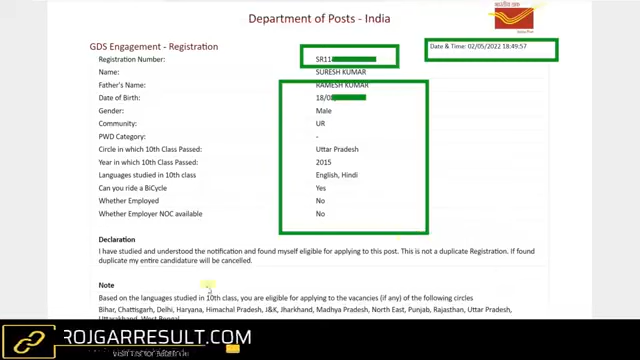 Department of Posts - India
GDS Engagement - Registration
Date & Time: 02/05/2022 18:49:57
Registration Number: SR11
Name: SURESH KUMAR
Father's Name: RAMESH KUMAR
Date of Birth: 18/0
Gender: Male
Community: UR
PWD Category: -
Circle in which 10th Class Passed: Uttar Pradesh
Year in which 10th Class Passed: 2015
Languages studied in 10th class English, Hindi
Can you ride a BiCycle Yes
Whether Employed No
Whether Employer NOC available No
Declaration
I have studied and understood the notification and found myself eligible for applying to this post. This is not a duplicate Registration. If found
duplicate my entire candidature will be cancelled.
Note
Based on the languages studied in 10th class, you are eligible for applying to the vacancies (if any) of the following circles
Bihar, Chattisgarh, Delhi, Haryana, Himachal Pradesh, J&K, Jharkhand, Madhya Pradesh, North East, Punjab, Rajasthan, Uttar Pradesh,
Uttarakhand, West Bengal
ROJGARRESULT.COM